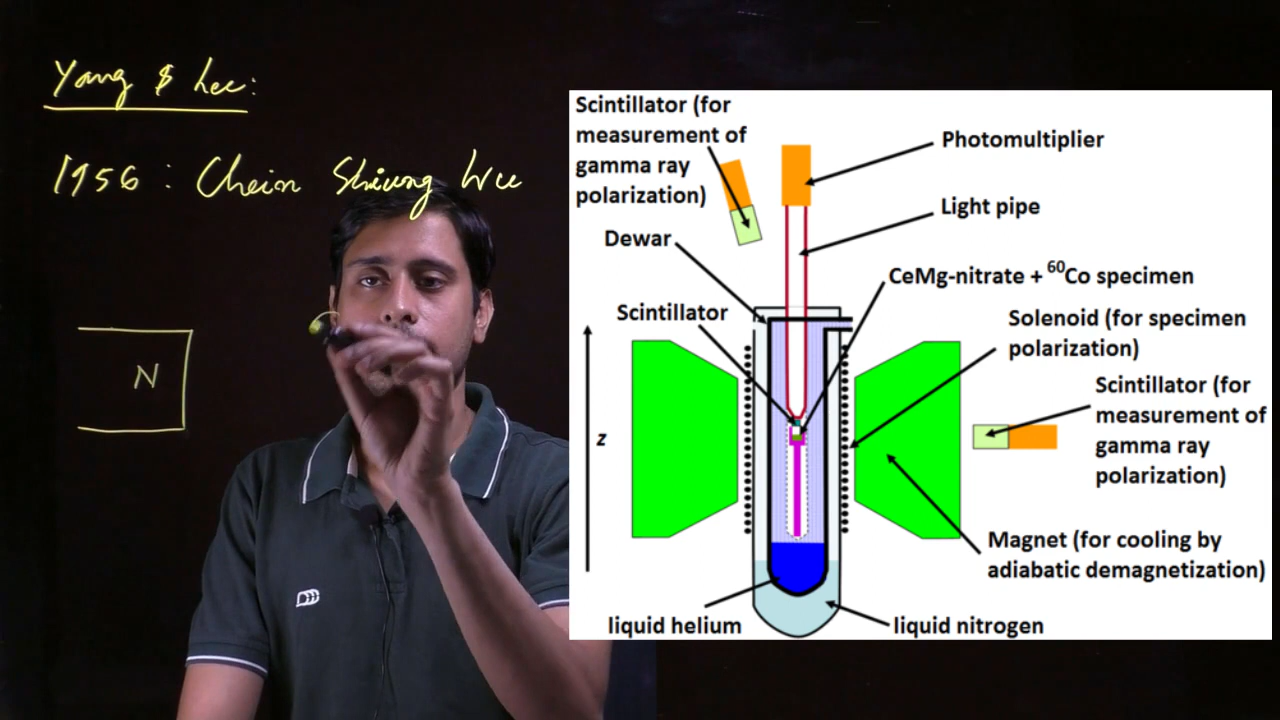 Yang & Lee:
1956 : Chein Shiung Wu
N
Scintillator (for
measurement of
gamma ray
polarization)
Photomultiplier
Light pipe
Dewar
CeMg-nitrate + ⁶⁰Co specimen
Scintillator
Solenoid (for specimen
polarization)
Scintillator (for
measurement of
gamma ray
polarization)
z
Magnet (for cooling by
adiabatic demagnetization)
liquid helium
liquid nitrogen